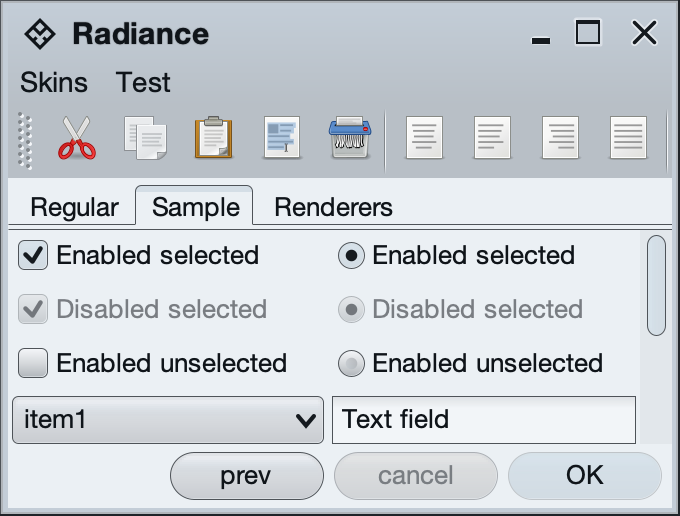 Radiance
Skins Test
Regular Sample Renderers
Enabled selected Enabled selected
Disabled selected Disabled selected
Enabled unselected Enabled unselected
item1 Text field
prev cancel OK